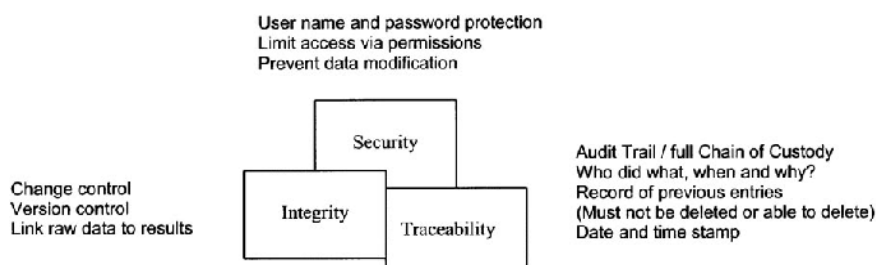 User name and password protection
Limit access via permissions
Prevent data modification
Security
Audit Trail / full Chain of Custody
Who did what, when and why?
Record of previous entries
(Must not be deleted or able to delete)
Date and time stamp
Change control
Version control
Link raw data to results
Integrity
Traceability